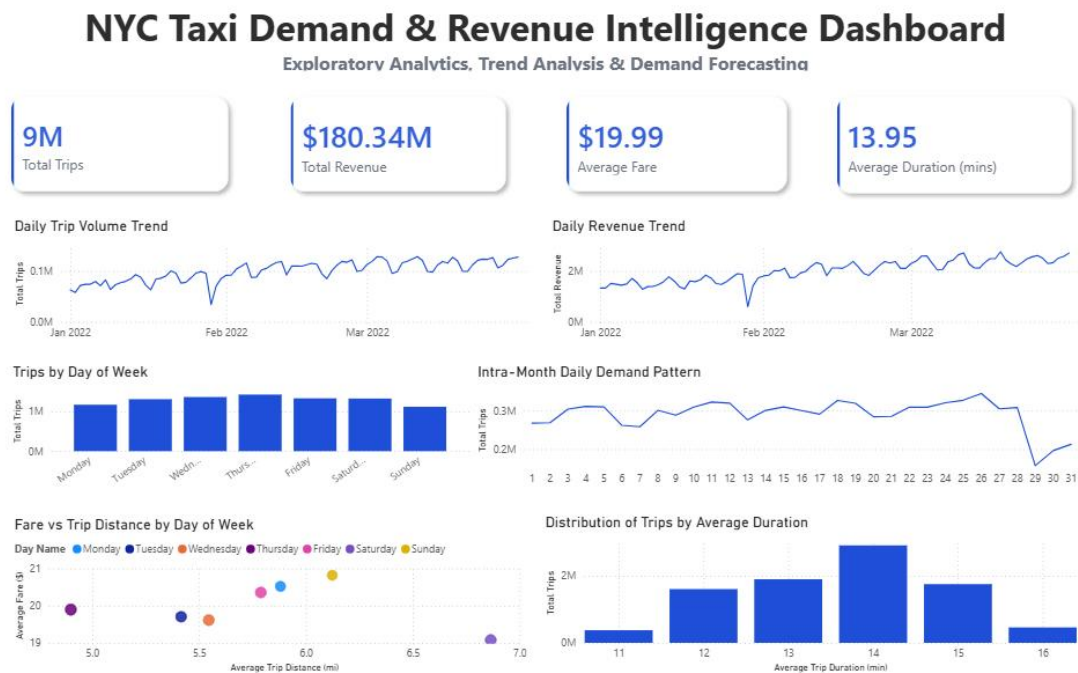 NYC Taxi Demand & Revenue Intelligence Dashboard
Exploratory Analytics, Trend Analysis & Demand Forecasting
9M
Total Trips
$180.34M
Total Revenue
$19.99
Average Fare
13.95
Average Duration (mins)
Daily Trip Volume Trend
Total Trips
0.1M
0.0M
Jan 2022 Feb 2022 Mar 2022
Daily Revenue Trend
Total Revenue
2M
0M
Jan 2022 Feb 2022 Mar 2022
Trips by Day of Week
Total Trips
1M
0M
Monday Tuesday Wedn... Thurs... Friday Saturd... Sunday
Intra-Month Daily Demand Pattern
Total Trips
0.3M
0.2M
1 2 3 4 5 6 7 8 9 10 11 12 13 14 15 16 17 18 19 20 21 22 23 24 25 26 27 28 29 30 31
Fare vs Trip Distance by Day of Week
Day Name Monday Tuesday Wednesday Thursday Friday Saturday Sunday
Average Fare ($)
21
20
19
5.0 5.5 6.0 6.5 7.0
Average Trip Distance (mi)
Distribution of Trips by Average Duration
Total Trips
2M
0M
11 12 13 14 15 16
Average Trip Duration (min)